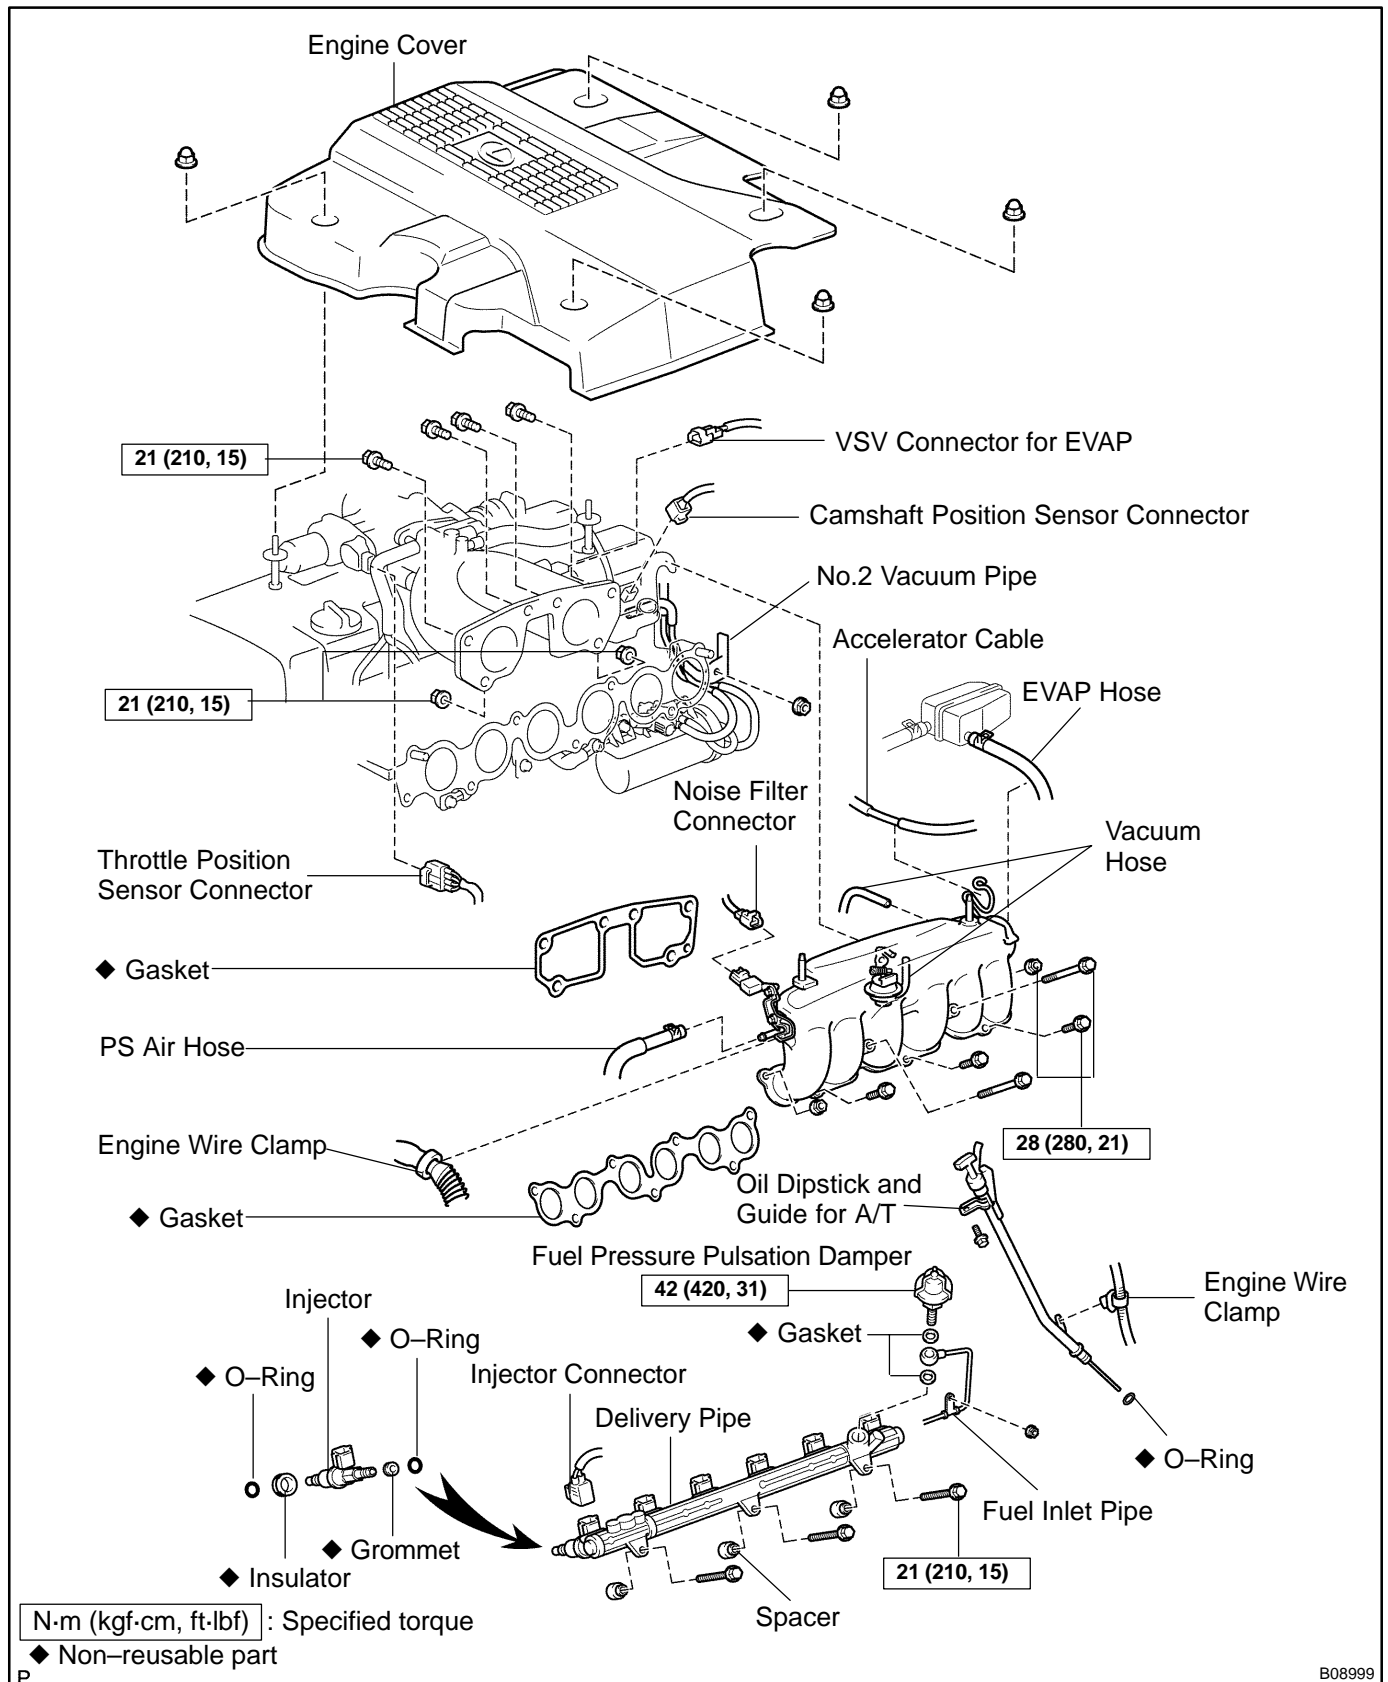 Engine Cover
21 (210, 15)
VSV Connector for EVAP
Camshaft Position Sensor Connector
No.2 Vacuum Pipe
Accelerator Cable
EVAP Hose
21 (210, 15)
Noise Filter
Connector
Vacuum
Hose
Throttle Position
Sensor Connector
◆ Gasket
PS Air Hose
Engine Wire Clamp
28 (280, 21)
◆ Gasket
Oil Dipstick and
Guide for A/T
Fuel Pressure Pulsation Damper
42 (420, 31)
Engine Wire
Clamp
Injector
◆ O–Ring
◆ Gasket
◆ O–Ring
Injector Connector
Delivery Pipe
◆ O–Ring
Fuel Inlet Pipe
◆ Grommet
◆ Insulator
21 (210, 15)
Spacer
N·m (kgf·cm, ft·lbf) : Specified torque
◆ Non–reusable part
P
B08999